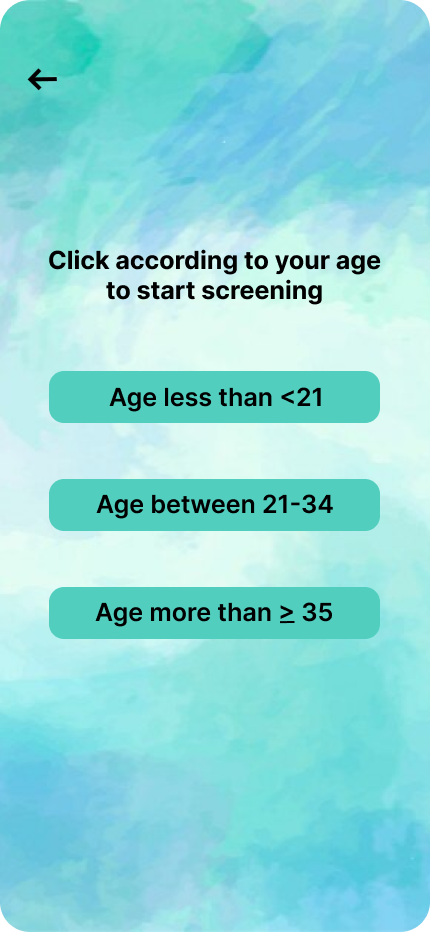 Click according to your age
to start screening
Age less than <21
Age between 21-34
Age more than ≥ 35